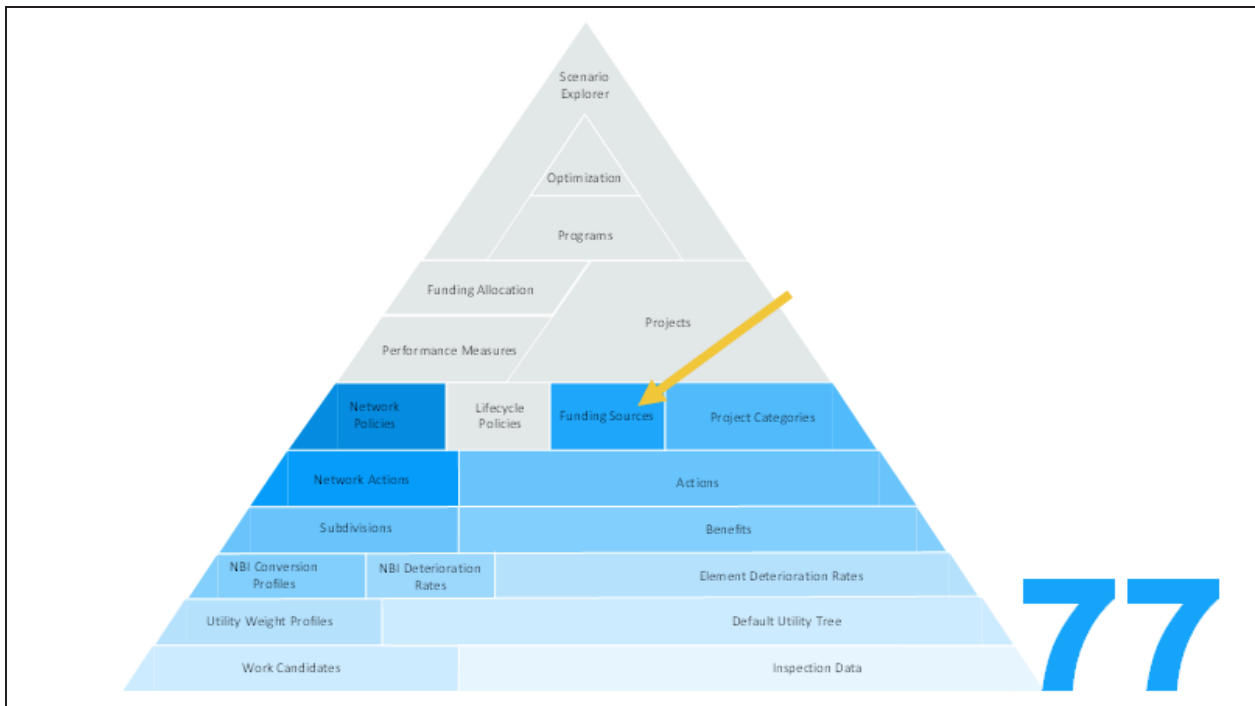 Scenario
Explorer
Optimization
Programs
Funding Allocation
Projects
Performance Measures
Network
Policies
Lifecycle
Policies
Funding Sources
Project Categories
Network Actions
Actions
Subdivisions
Benefits
NBI Conversion
Profiles
NBI Deterioration
Rates
Element Deterioration Rates
Utility Weight Profiles
Default Utility Tree
Work Candidates
Inspection Data
77